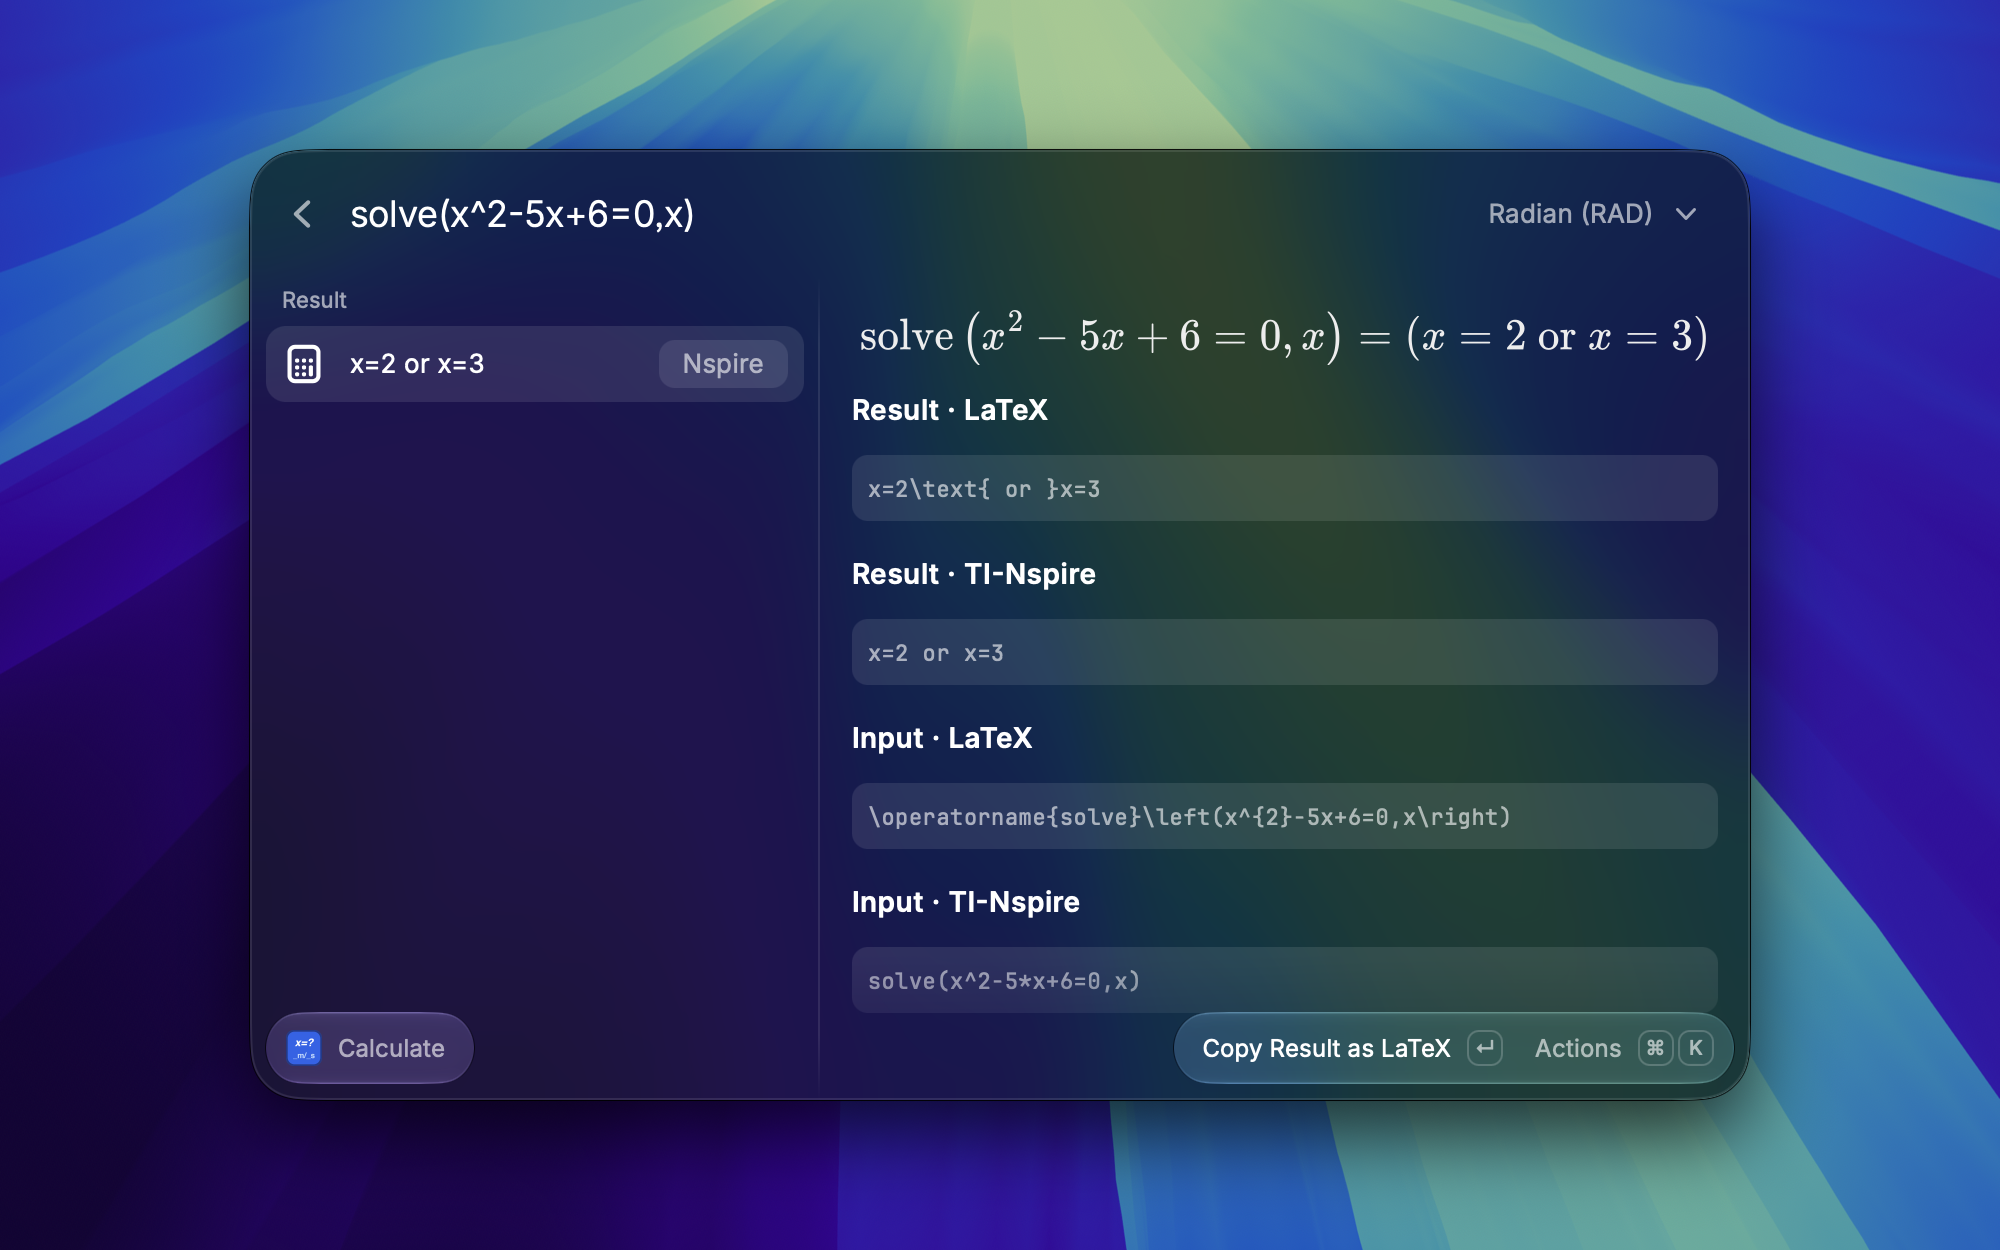 solve(x^2-5x+6=0,x)
Radian (RAD)
Result
x=2 or x=3
Nspire
solve (x² − 5x + 6 = 0, x) = (x = 2 or x = 3)
Result · LaTeX
x=2\text{ or }x=3
Result · TI-Nspire
x=2 or x=3
Input · LaTeX
\operatorname{solve}\left(x^{2}-5x+6=0,x\right)
Input · TI-Nspire
solve(x^2-5*x+6=0,x)
x=? _m/_s
Calculate
Copy Result as LaTeX ↵
Actions ⌘ K